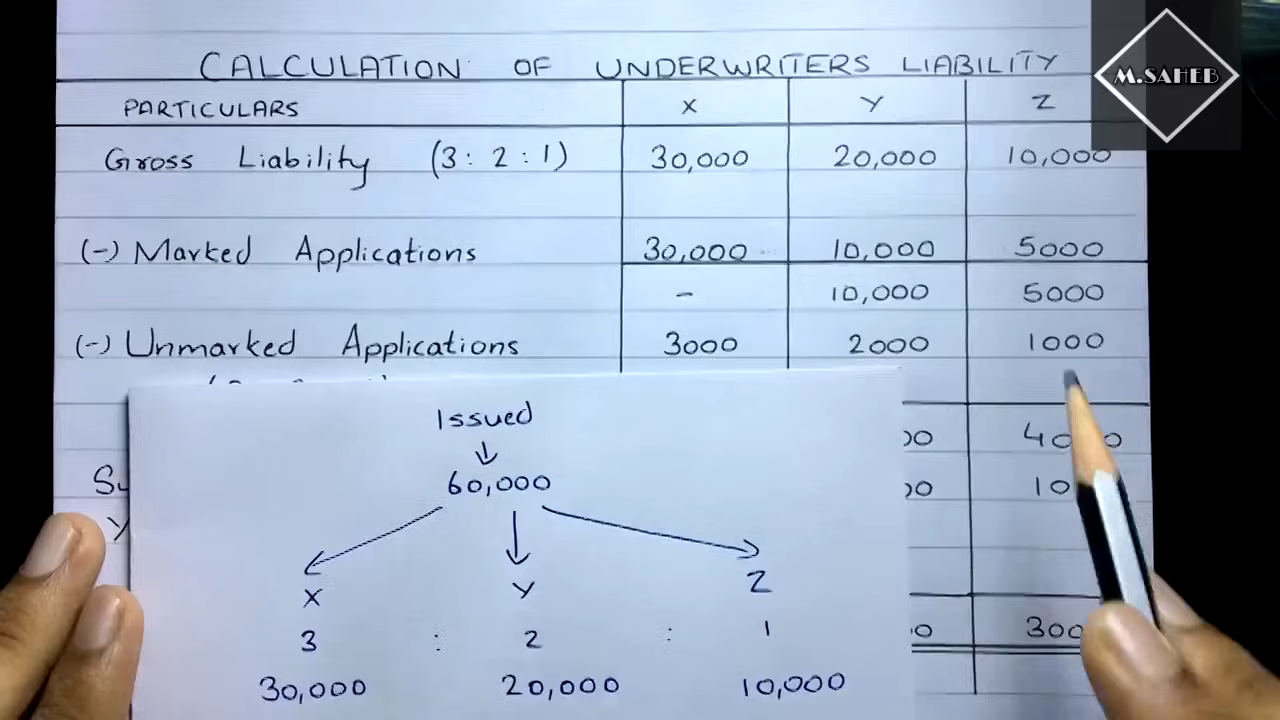 CALCULATION OF UNDERWRITERS LIABILITY
M.SAHEB
PARTICULARS X Y Z
Gross Liability (3 : 2 : 1) 30,000 20,000 10,000
(-) Marked Applications 30,000 10,000 5000
- 10,000 5000
(-) Unmarked Applications 3000 2000 1000
Issued
60,000
X Y Z
3 : 2 : 1
30,000 20,000 10,000